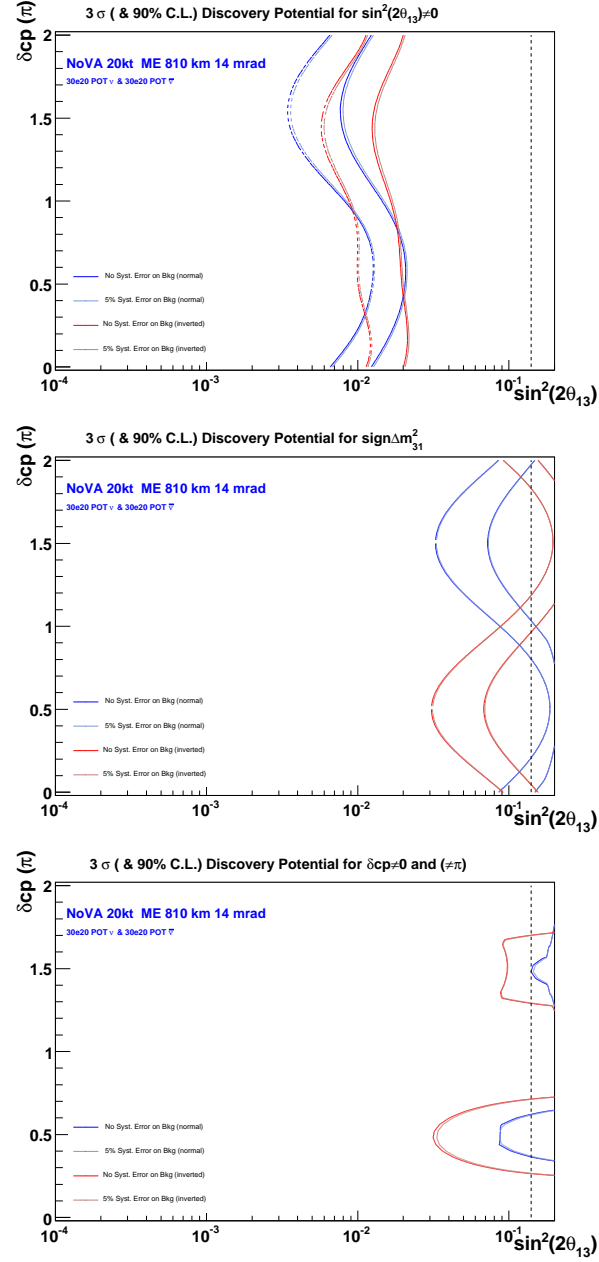 3 σ ( & 90% C.L.) Discovery Potential for sin²(2θ₁₃)≠0
δcp (π)
2
NoVA 20kt ME 810 km 14 mrad
30e20 POT ν & 30e20 POT ν̅
1.5
1
0.5
No Syst. Error on Bkg (normal)
5% Syst. Error on Bkg (normal)
No Syst. Error on Bkg (inverted)
5% Syst. Error on Bkg (inverted)
0
10⁻⁴ 10⁻³ 10⁻² 10⁻¹
sin²(2θ₁₃)
3 σ ( & 90% C.L.) Discovery Potential for signΔm²₃₁
δcp (π)
2
NoVA 20kt ME 810 km 14 mrad
30e20 POT ν & 30e20 POT ν̅
1.5
1
0.5
No Syst. Error on Bkg (normal)
5% Syst. Error on Bkg (normal)
No Syst. Error on Bkg (inverted)
5% Syst. Error on Bkg (inverted)
0
10⁻⁴ 10⁻³ 10⁻² 10⁻¹
sin²(2θ₁₃)
3 σ ( & 90% C.L.) Discovery Potential for δcp≠0 and (≠π)
δcp (π)
2
NoVA 20kt ME 810 km 14 mrad
30e20 POT ν & 30e20 POT ν̅
1.5
1
0.5
No Syst. Error on Bkg (normal)
5% Syst. Error on Bkg (normal)
No Syst. Error on Bkg (inverted)
5% Syst. Error on Bkg (inverted)
0
10⁻⁴ 10⁻³ 10⁻² 10⁻¹
sin²(2θ₁₃)